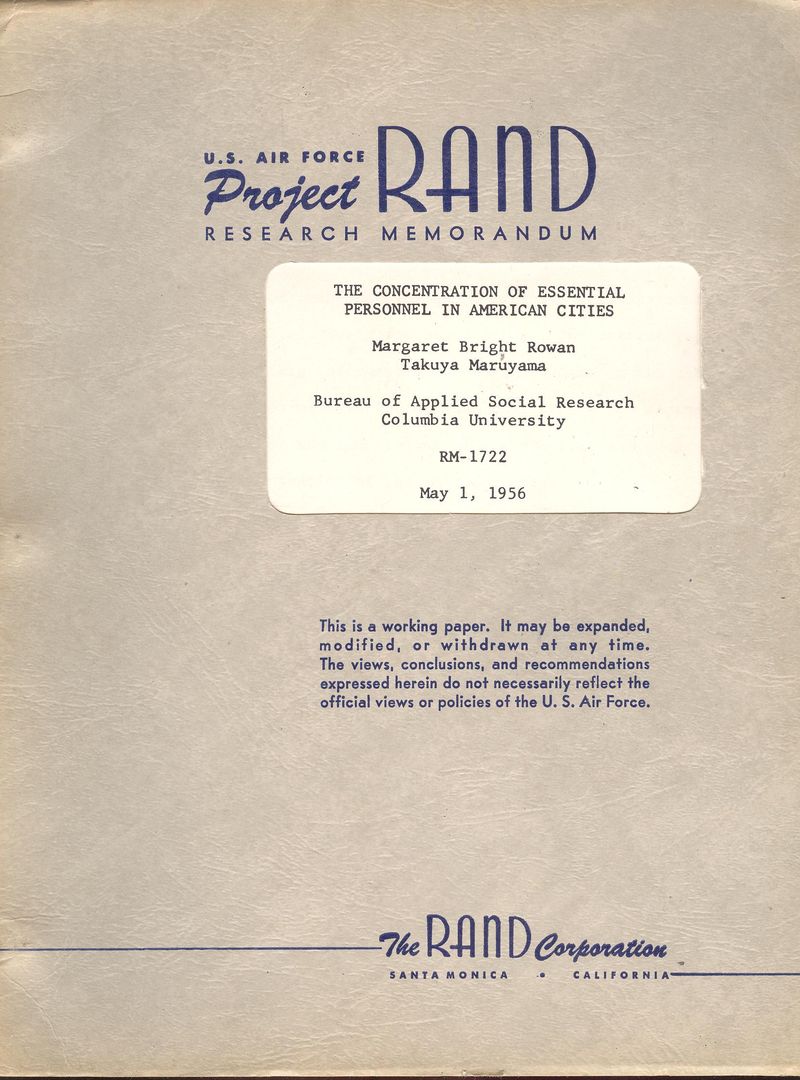 U.S. AIR FORCE
Project RAND
RESEARCH MEMORANDUM
THE CONCENTRATION OF ESSENTIAL
PERSONNEL IN AMERICAN CITIES
Margaret Bright Rowan
Takuya Maruyama
Bureau of Applied Social Research
Columbia University
RM-1722
May 1, 1956
This is a working paper. It may be expanded,
modified, or withdrawn at any time.
The views, conclusions, and recommendations
expressed herein do not necessarily reflect the
official views or policies of the U. S. Air Force.
The RAND Corporation
SANTA MONICA • CALIFORNIA